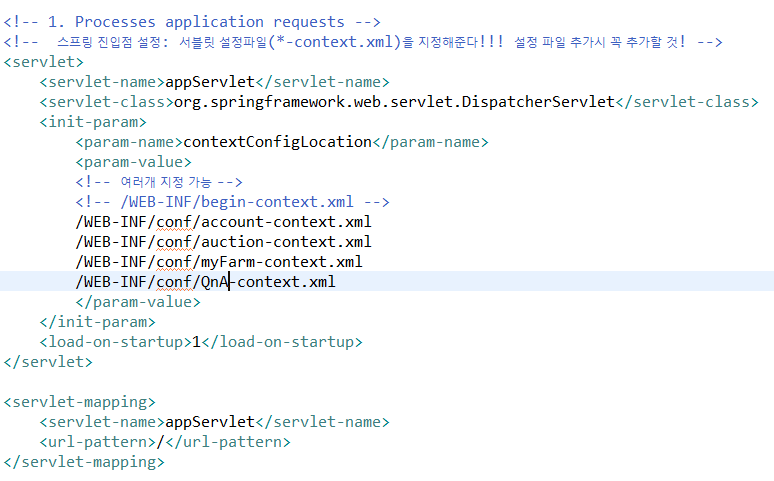 <!-- 1. Processes application requests -->
<!--  스프링 진입점 설정: 서블릿 설정파일(*-context.xml)을 지정해준다!!! 설정 파일 추가시 꼭 추가할 것! -->
<servlet>
    <servlet-name>appServlet</servlet-name>
    <servlet-class>org.springframework.web.servlet.DispatcherServlet</servlet-class>
    <init-param>
        <param-name>contextConfigLocation</param-name>
        <param-value>
        <!-- 여러개 지정 가능 -->
        <!-- /WEB-INF/begin-context.xml -->
        /WEB-INF/conf/account-context.xml
        /WEB-INF/conf/auction-context.xml
        /WEB-INF/conf/myFarm-context.xml
        /WEB-INF/conf/QnA-context.xml
        </param-value>
    </init-param>
    <load-on-startup>1</load-on-startup>
</servlet>

<servlet-mapping>
    <servlet-name>appServlet</servlet-name>
    <url-pattern>/</url-pattern>
</servlet-mapping>